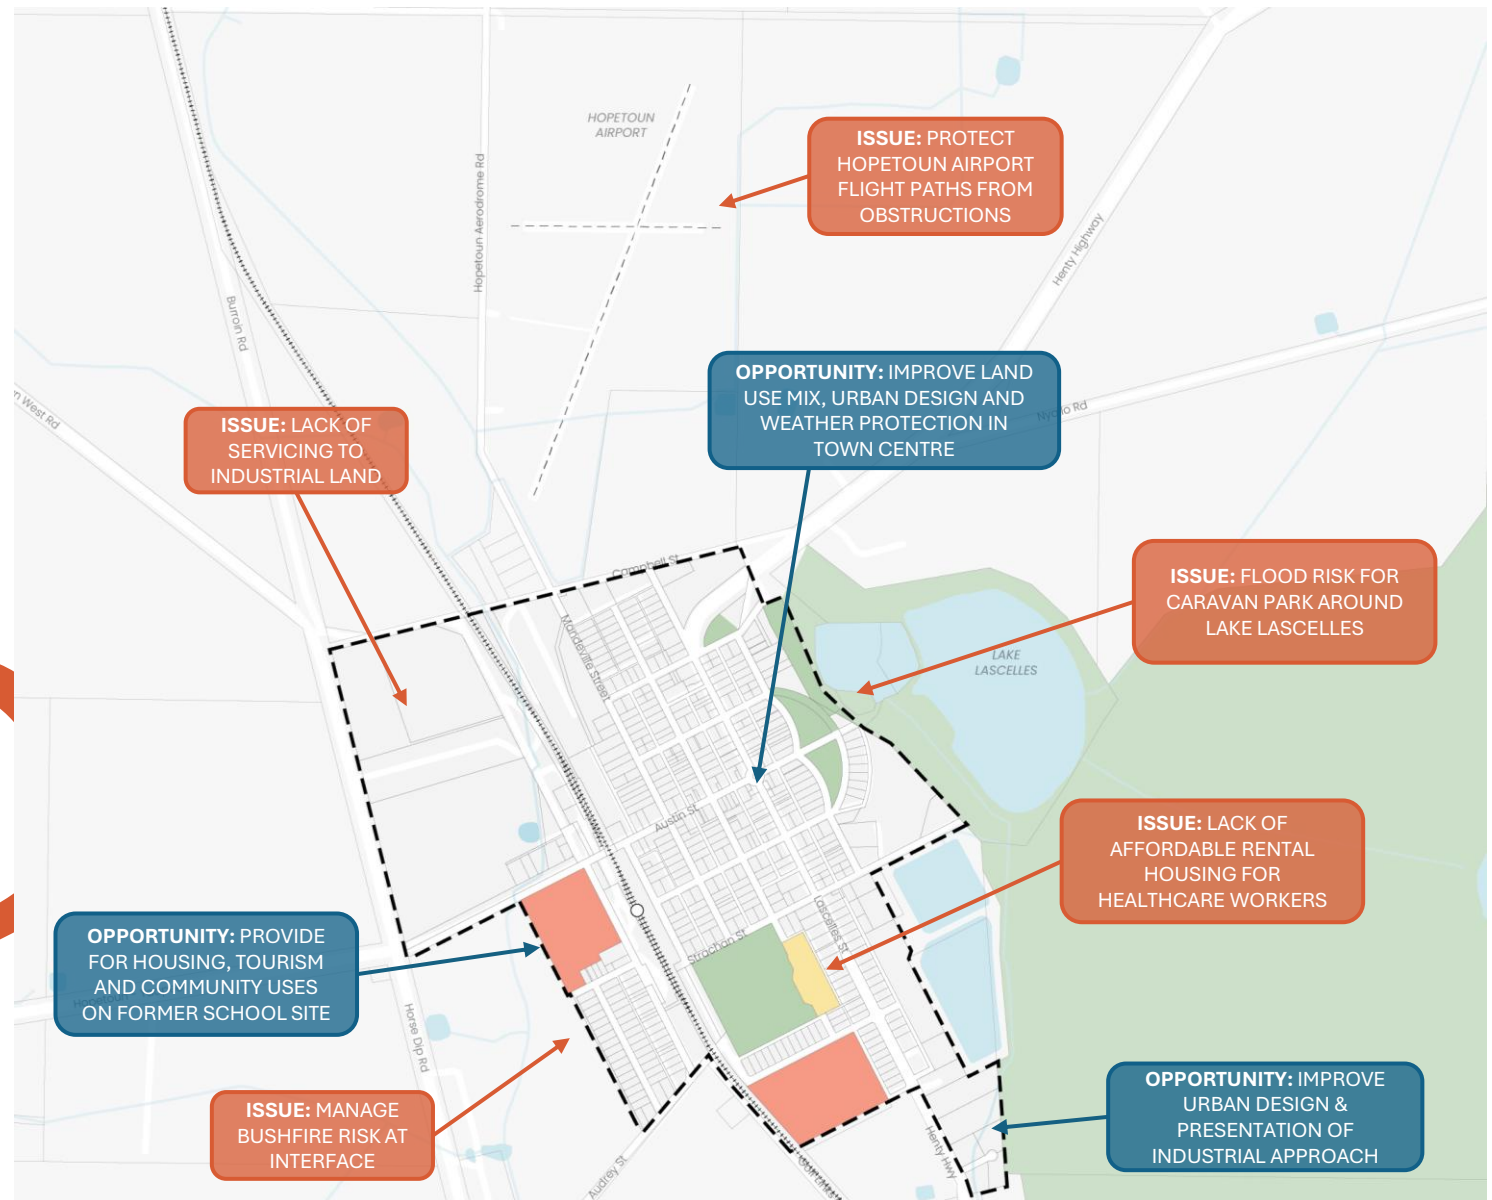 HOPETOUN
AIRPORT
ISSUE: PROTECT
HOPETOUN AIRPORT
FLIGHT PATHS FROM
OBSTRUCTIONS
Hopetoun Aerodrome Rd
Henty Highway
Burroin Rd
OPPORTUNITY: IMPROVE LAND
USE MIX, URBAN DESIGN AND
WEATHER PROTECTION IN
TOWN CENTRE
Rd
West Rd
ISSUE: LACK OF
SERVICING TO
INDUSTRIAL LAND
Campbell St
ISSUE: FLOOD RISK FOR
CARAVAN PARK AROUND
LAKE LASCELLES
Mandeville Street
LAKE
LASCELLES
Austin St
ISSUE: LACK OF
AFFORDABLE RENTAL
HOUSING FOR
HEALTHCARE WORKERS
Lascelles St
Strachan St
OPPORTUNITY: PROVIDE
FOR HOUSING, TOURISM
AND COMMUNITY USES
ON FORMER SCHOOL SITE
Hopetoun
Horse Dip Rd
ISSUE: MANAGE
BUSHFIRE RISK AT
INTERFACE
OPPORTUNITY: IMPROVE
URBAN DESIGN &
PRESENTATION OF
INDUSTRIAL APPROACH
Henty Hwy
Audrey St